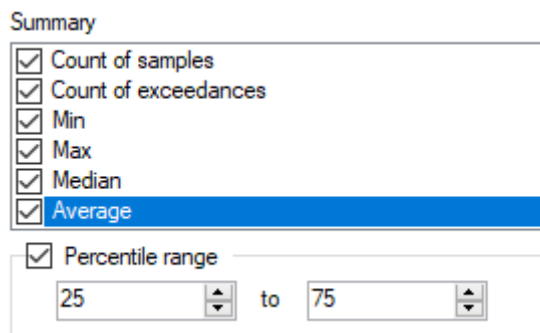 Summary
Count of samples
Count of exceedances
Min
Max
Median
Average
Percentile range
25 to 75